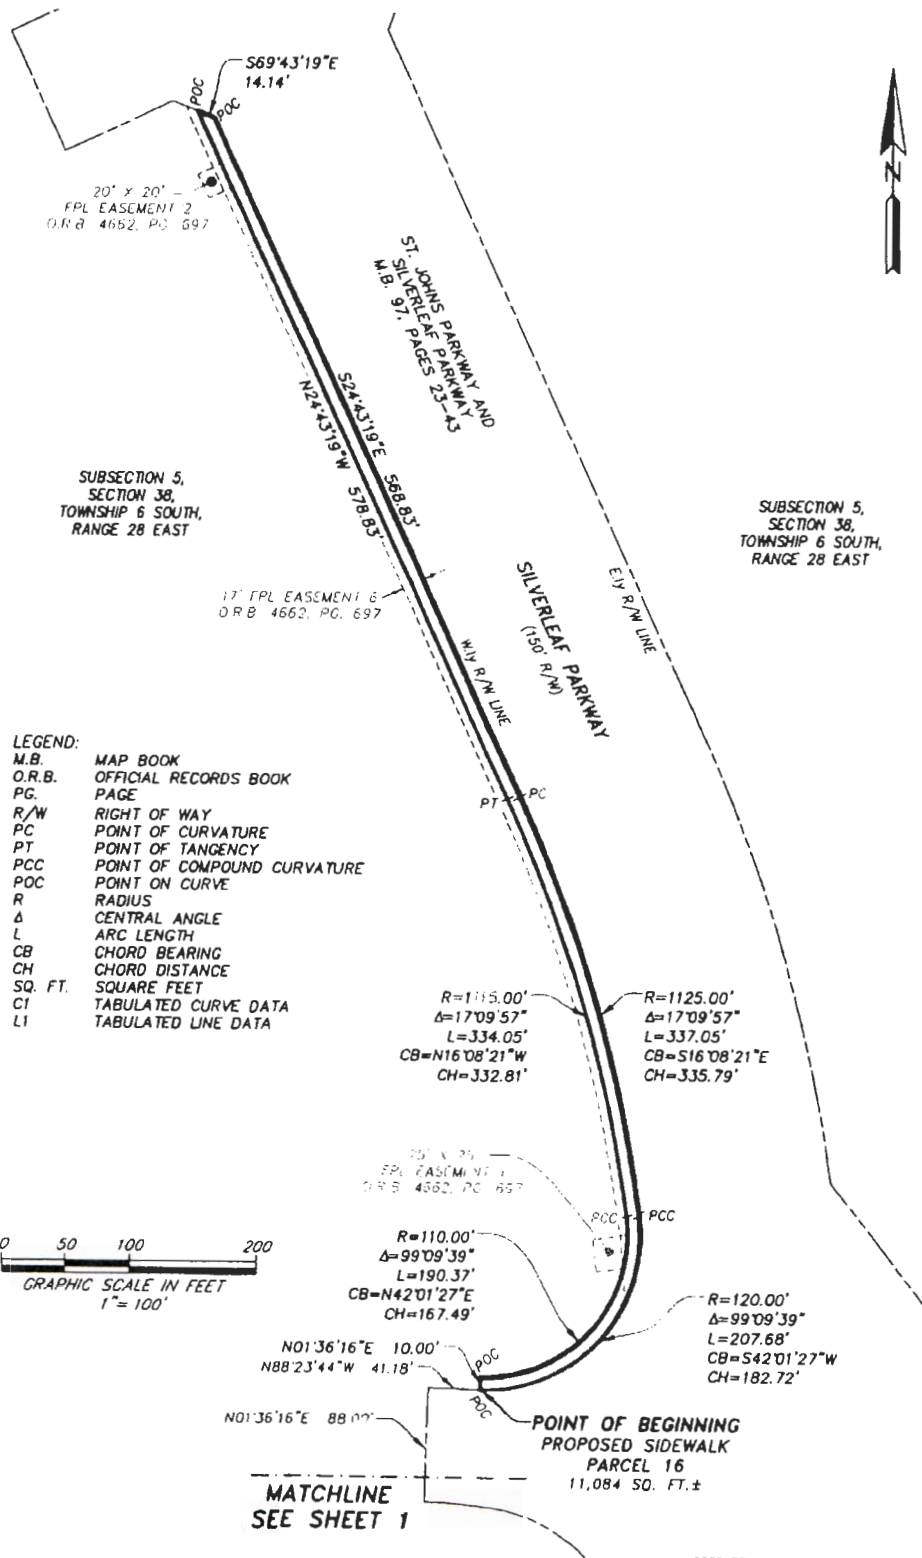 S69°43'19"E
14.14'
POC
POC
20' X 20'
FPL EASEMENT 2
O.R.B. 4662, PG. 697
N
ST. JOHNS PARKWAY AND
SILVERLEAF PARKWAY
M.B. 97, PAGES 23-43
S24°43'19"E 568.83'
N24°43'19"W 578.83'
SUBSECTION 5,
SECTION 38,
TOWNSHIP 6 SOUTH,
RANGE 28 EAST
SUBSECTION 5,
SECTION 38,
TOWNSHIP 6 SOUTH,
RANGE 28 EAST
17' FPL EASEMENT 6
O.R.B. 4662, PG. 697
SILVERLEAF PARKWAY
(150' R/W)
E.ly R/W LINE
W.ly R/W LINE
LEGEND:
M.B. MAP BOOK
O.R.B. OFFICIAL RECORDS BOOK
PG. PAGE
R/W RIGHT OF WAY
PC POINT OF CURVATURE
PT POINT OF TANGENCY
PCC POINT OF COMPOUND CURVATURE
POC POINT ON CURVE
R RADIUS
Δ CENTRAL ANGLE
L ARC LENGTH
CB CHORD BEARING
CH CHORD DISTANCE
SQ. FT. SQUARE FEET
C1 TABULATED CURVE DATA
L1 TABULATED LINE DATA
PT PC
R=1115.00'
Δ=17°09'57"
L=334.05'
CB=N16°08'21"W
CH=332.81'
R=1125.00'
Δ=17°09'57"
L=337.05'
CB=S16°08'21"E
CH=335.79'
FPL EASEMENT
O.R.B. 4662, PG. 697
PCC PCC
0 50 100 200
GRAPHIC SCALE IN FEET
1"= 100'
R=110.00'
Δ=99°09'39"
L=190.37'
CB=N42°01'27"E
CH=167.49'
R=120.00'
Δ=99°09'39"
L=207.68'
CB=S42°01'27"W
CH=182.72'
N01°36'16"E 10.00'
N88°23'44"W 41.18'
POC
POC
N01°36'16"E 88.00'
POINT OF BEGINNING
PROPOSED SIDEWALK
PARCEL 16
11,084 SQ. FT.±
MATCHLINE
SEE SHEET 1